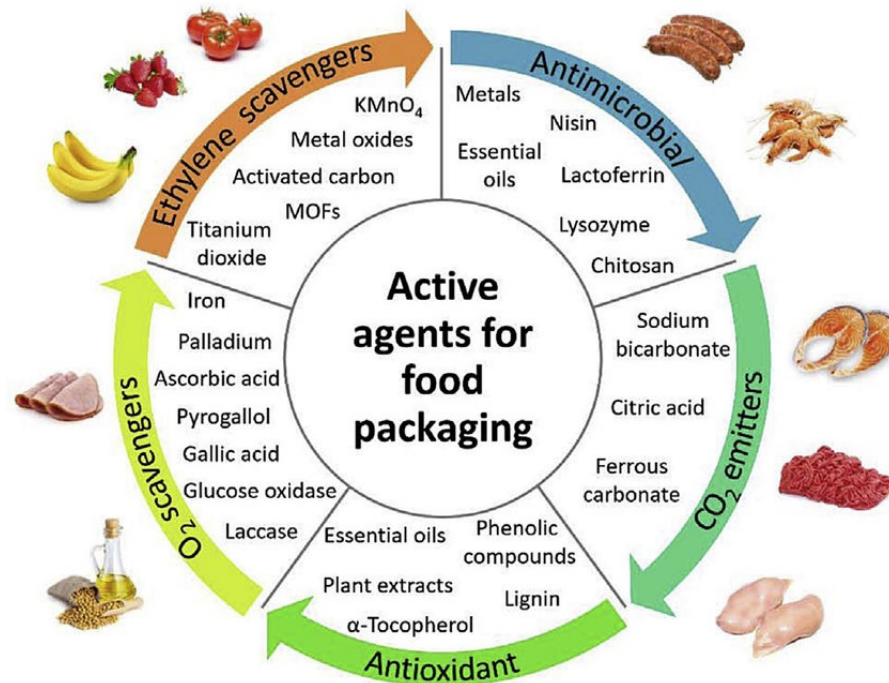 Active
agents for
food
packaging
Antimicrobial
Metals
Nisin
Essential
oils
Lactoferrin
Lysozyme
Chitosan
CO₂ emitters
Sodium
bicarbonate
Citric acid
Ferrous
carbonate
Antioxidant
Essential oils
Phenolic
compounds
Plant extracts
Lignin
α-Tocopherol
O₂ scavengers
Iron
Palladium
Ascorbic acid
Pyrogallol
Gallic acid
Glucose oxidase
Laccase
Ethylene scavengers
KMnO₄
Metal oxides
Activated carbon
MOFs
Titanium
dioxide